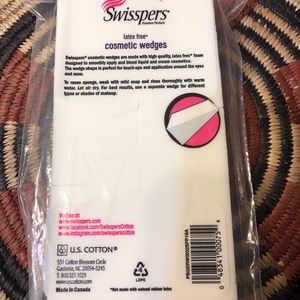 Swisspers®
Premium Products
latex free*
cosmetic wedges
Swisspers® cosmetic wedges are made with high quality, latex free* foam
designed to smoothly apply and blend liquid and cream cosmetics.
The wedge shape is perfect for touch-ups and application around the eyes
and nose.
To reuse sponge, wash with mild soap and rinse thoroughly with warm
water. Let air dry. For best results, use a separate wedge for different
types or shades of makeup.
Visit us at:
www.swisspers.com
www.facebook.com/SwisspersCotton
www.instagram.com/swissperscotton
U.S. COTTON®
531 Cotton Blossom Circle
Gastonia, NC 28054-5245
T: 800.321.1029
www.uscotton.com
Made in Canada
LDPE
*Not made with natural rubber latex